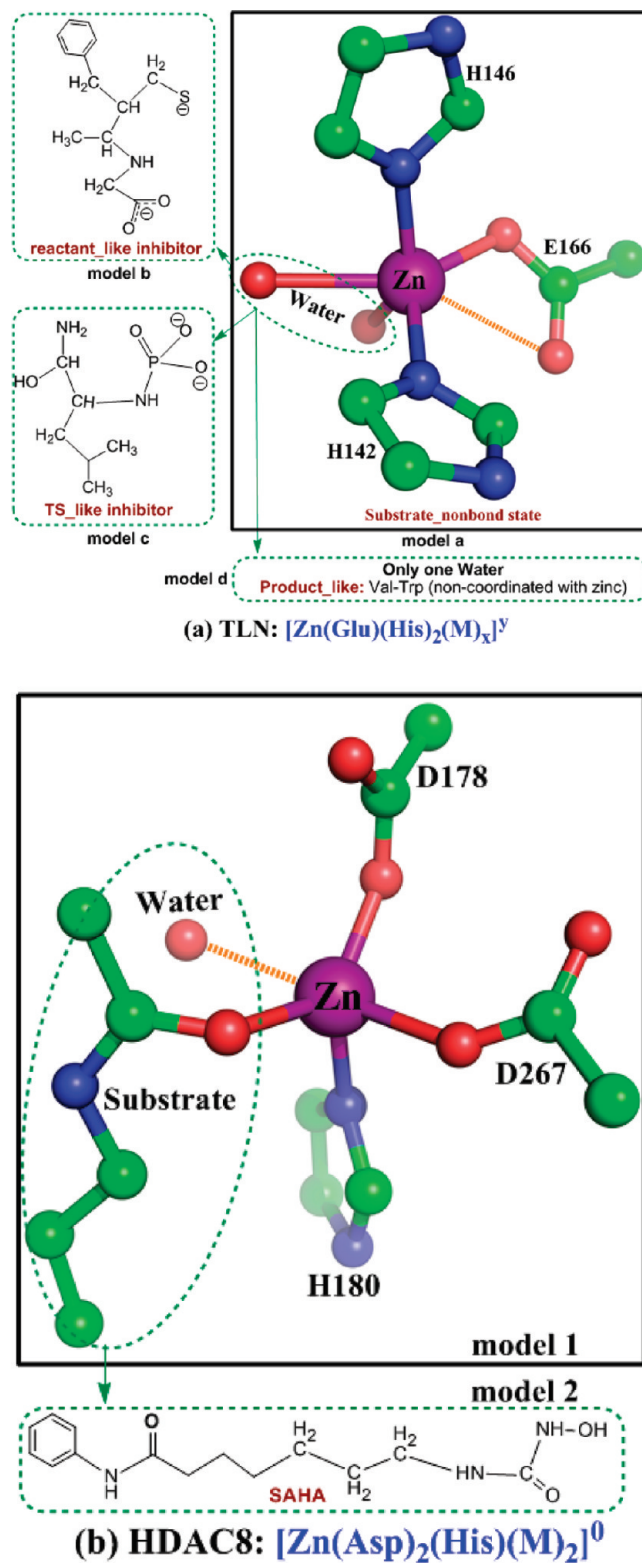 CH₂
H₂C
CH
S
⊖
H₃C—C
H
NH
H₂C
O
O
⊖
reactant_like inhibitor
model b
NH₂
CH
HO
CH
NH
P
O
O⊖
O
⊖
H₂C
CH₃
CH₃
TS_like inhibitor
model c
H146
E166
Zn
Water
H142
Substrate_nonbond state
model a
model d
Only one Water
Product_like: Val-Trp (non-coordinated with zinc)
(a) TLN: [Zn(Glu)(His)₂(M)ₓ]ʸ
D178
Water
Zn
Substrate
D267
H180
model 1
model 2
O
N
H
H₂
C
C
H₂
H₂
C
HN
C
O
NH—OH
SAHA
(b) HDAC8: [Zn(Asp)₂(His)(M)₂]⁰